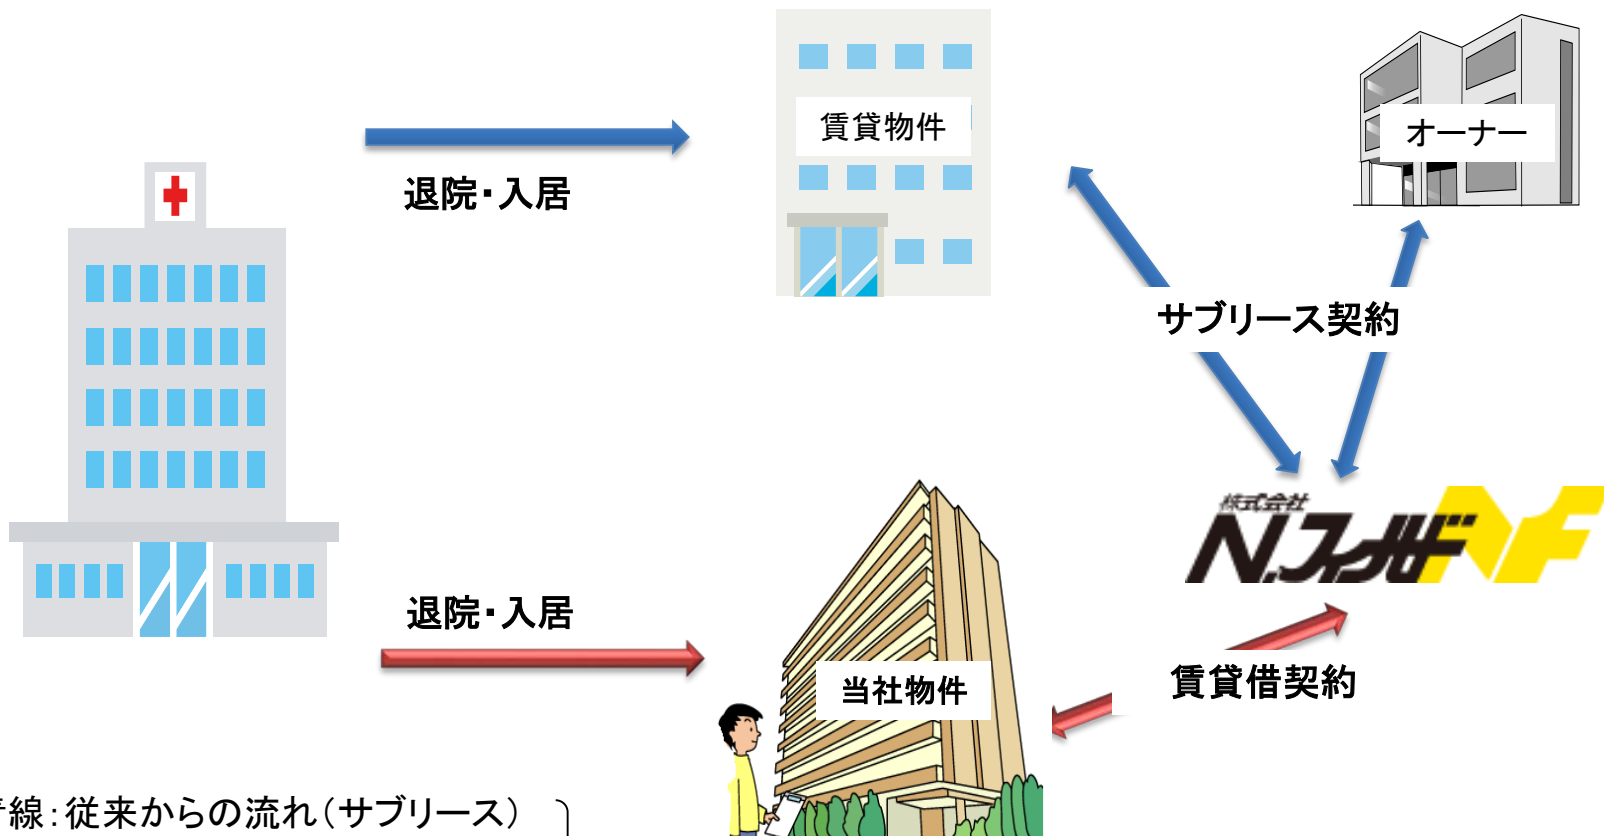 賃貸物件
オーナー
退院・入居
サブリース契約
株式会社
N.フィールド
退院・入居
当社物件
賃貸借契約
青線：従来からの流れ（サブリース）